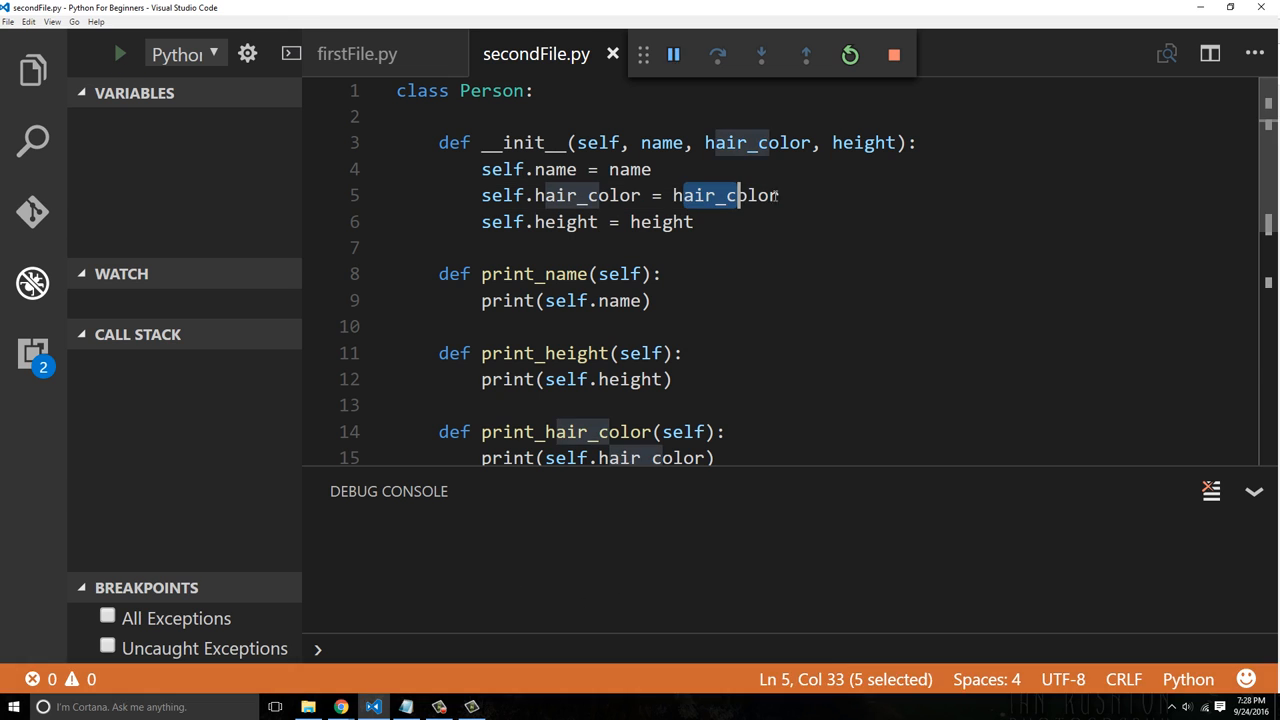 secondFile.py - Python For Beginners - Visual Studio Code
File Edit View Go Help
Pythor
firstFile.py
secondFile.py
VARIABLES
WATCH
CALL STACK
BREAKPOINTS
All Exceptions
Uncaught Exceptions
2
1 class Person:
2
3 def __init__(self, name, hair_color, height):
4 self.name = name
5 self.hair_color = hair_color
6 self.height = height
7
8 def print_name(self):
9 print(self.name)
10
11 def print_height(self):
12 print(self.height)
13
14 def print_hair_color(self):
15 print(self.hair_color)
DEBUG CONSOLE
0 0
Ln 5, Col 33 (5 selected) Spaces: 4 UTF-8 CRLF Python
I'm Cortana. Ask me anything.
7:28 PM
9/24/2016